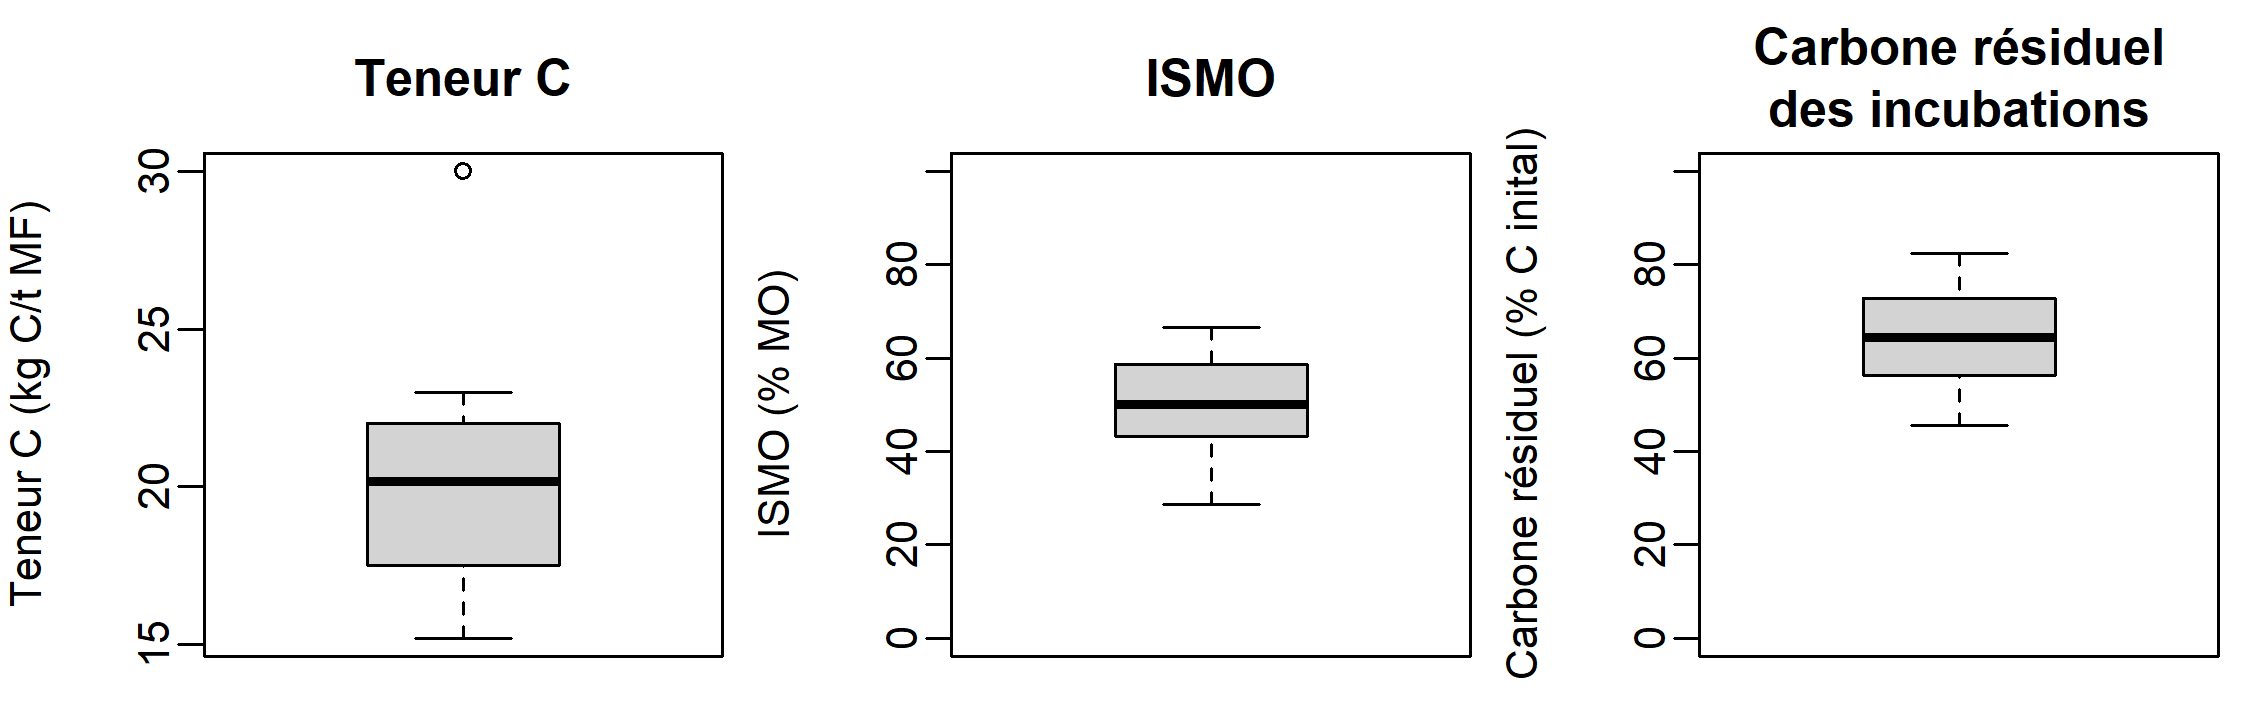 Teneur C
Teneur C (kg C/t MF)
30
25
20
15
ISMO
ISMO (% MO)
80
60
40
20
0
Carbone résiduel
des incubations
Carbone résiduel (% C inital)
80
60
40
20
0